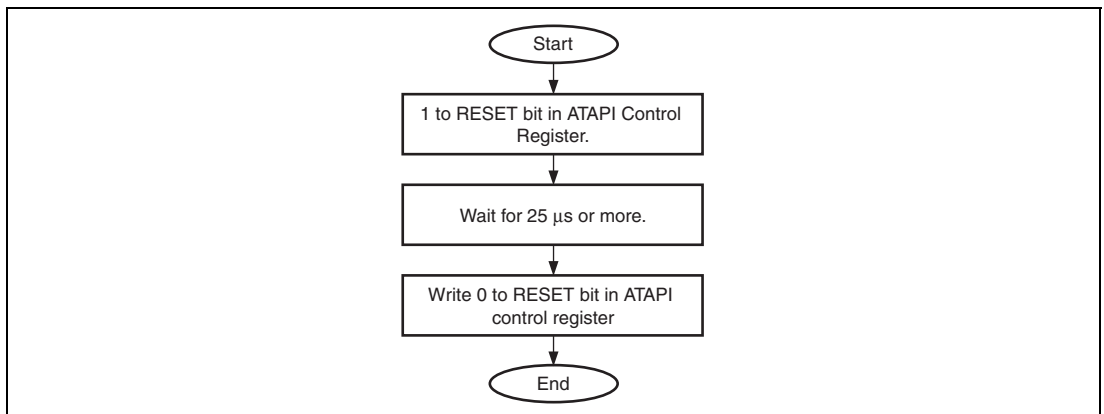 Start
1 to RESET bit in ATAPI Control
Register.
Wait for 25 μs or more.
Write 0 to RESET bit in ATAPI
control register
End